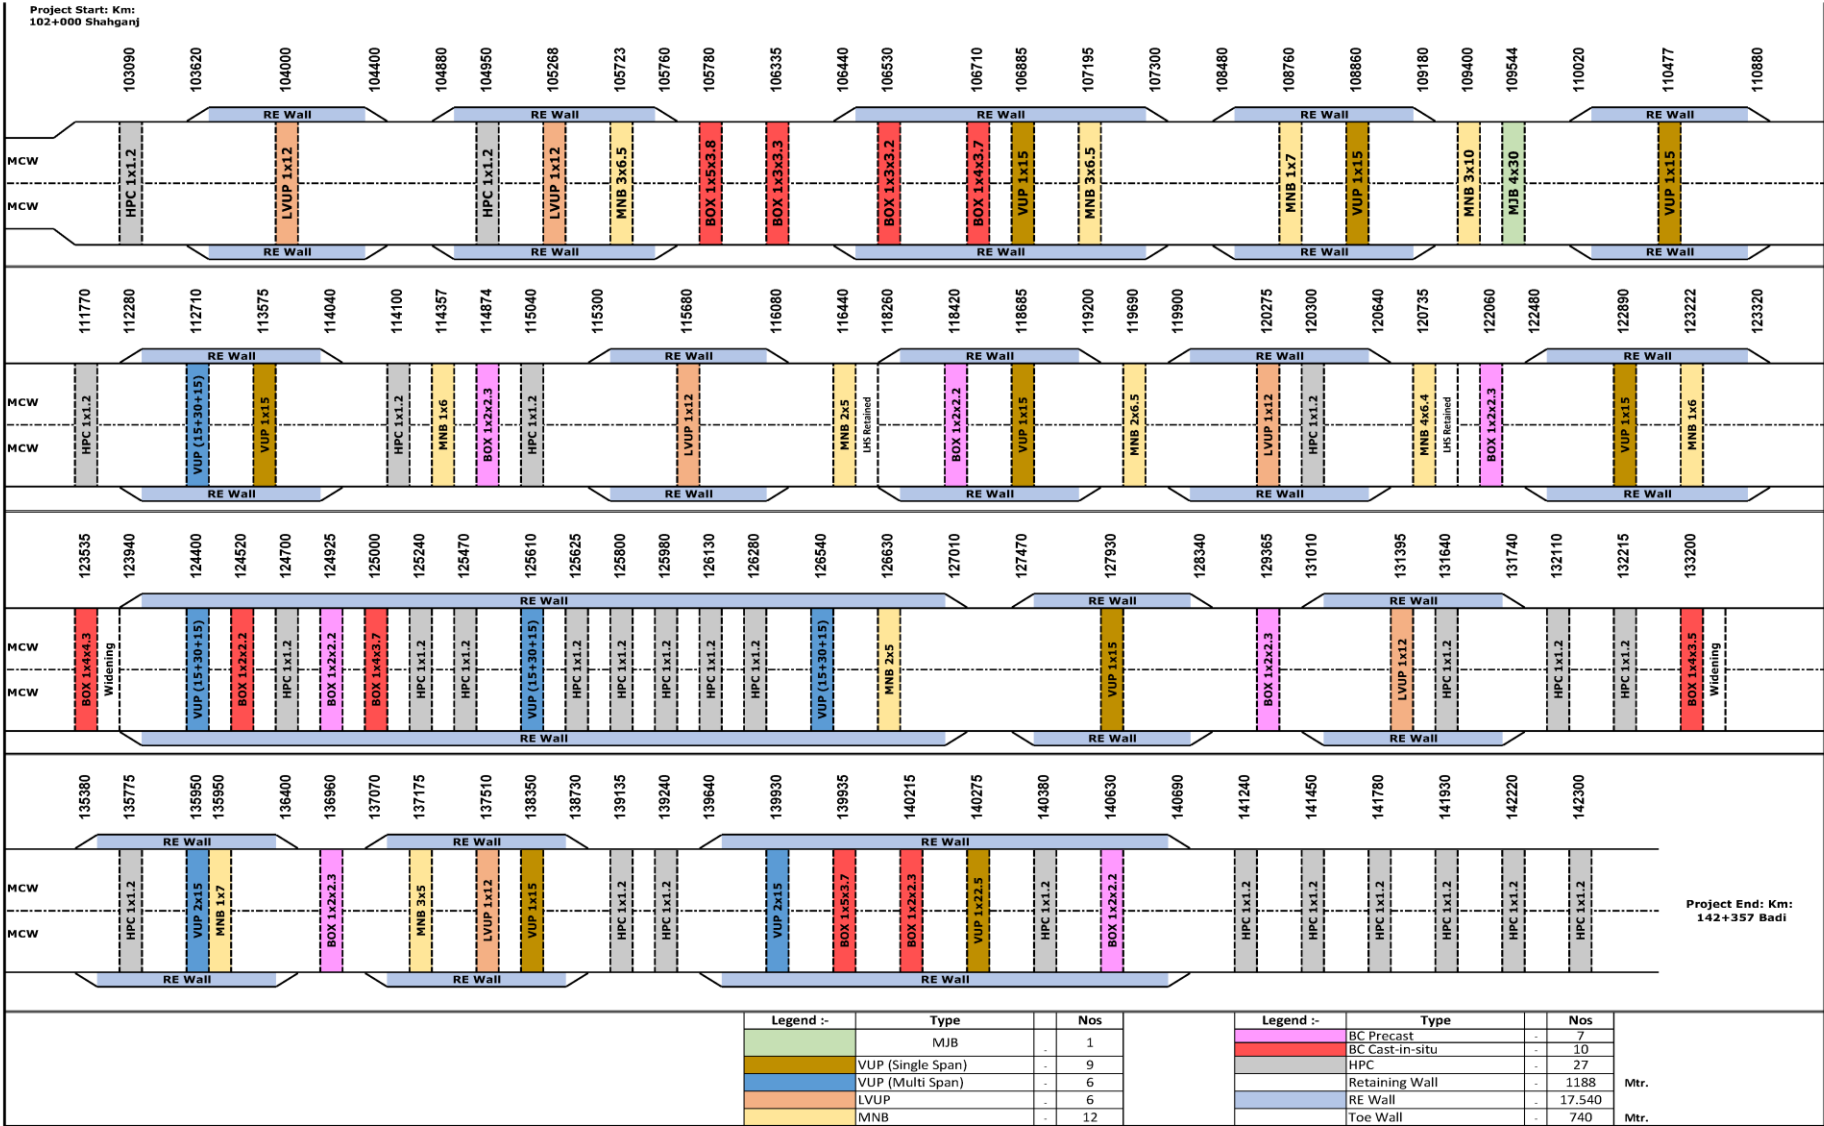 Project Start: Km:
102+000 Shahganj
103090 103620 104000 104400 104880 104950 105268 105723 105760 105780 106335 106440 106530 106710 106885 107195 107300 108480 108760 108860 109180 109400 109544 110020 110477 110880
RE Wall RE Wall RE Wall RE Wall RE Wall
MCW
MCW
HPC 1x1.2 LVUP 1x12 HPC 1x1.2 LVUP 1x12 MNB 3x6.5 BOX 1x5x3.8 BOX 1x3x3.3 BOX 1x3x3.2 BOX 1x4x3.7 VUP 1x15 MNB 3x6.5 MNB 1x7 VUP 1x15 MNB 3x10 MJB 4x30 VUP 1x15
RE Wall RE Wall RE Wall RE Wall RE Wall
111770 112280 112710 113575 114040 114100 114357 114874 115040 115300 115680 116080 116440 118260 118420 118685 119200 119690 119900 120275 120300 120640 120735 122060 122480 122890 123222 123320
RE Wall RE Wall RE Wall RE Wall RE Wall
MCW
MCW
HPC 1x1.2 VUP (15+30+15) VUP 1x15 HPC 1x1.2 MNB 1x6 BOX 1x2x2.3 HPC 1x1.2 LVUP 1x12 MNB 2x5 LHS Retained BOX 1x2x2.2 VUP 1x15 MNB 2x6.5 LVUP 1x12 HPC 1x1.2 MNB 4x6.4 LHS Retained BOX 1x2x2.3 VUP 1x15 MNB 1x6
RE Wall RE Wall RE Wall RE Wall RE Wall
123535 123940 124400 124520 124700 124925 125000 125240 125470 125610 125625 125800 125980 126130 126280 126540 126630 127010 127470 127930 128340 129365 131010 131395 131640 131740 132110 132215 133200
RE Wall RE Wall RE Wall
MCW
MCW
BOX 1x4x4.3 Widening VUP (15+30+15) BOX 1x2x2.2 HPC 1x1.2 BOX 1x2x2.2 BOX 1x4x3.7 HPC 1x1.2 HPC 1x1.2 VUP (15+30+15) HPC 1x1.2 HPC 1x1.2 HPC 1x1.2 HPC 1x1.2 HPC 1x1.2 VUP (15+30+15) MNB 2x5 VUP 1x15 BOX 1x2x2.3 LVUP 1x12 HPC 1x1.2 HPC 1x1.2 HPC 1x1.2 BOX 1x4x3.5 Widening
RE Wall RE Wall RE Wall
135380 135775 135950 135950 136400 136960 137070 137175 137510 138350 138730 139135 139240 139640 139930 139935 140215 140275 140380 140630 140690 141240 141450 141780 141930 142220 142300
RE Wall RE Wall RE Wall
MCW
MCW
HPC 1x1.2 VUP 2x15 MNB 1x7 BOX 1x2x2.3 MNB 3x5 LVUP 1x12 VUP 1x15 HPC 1x1.2 HPC 1x1.2 VUP 2x15 BOX 1x5x3.7 BOX 1x2x2.3 VUP 1x2.5 HPC 1x1.2 BOX 1x2x2.2 HPC 1x1.2 HPC 1x1.2 HPC 1x1.2 HPC 1x1.2 HPC 1x1.2 HPC 1x1.2
Project End: Km:
142+357 Badi
RE Wall RE Wall RE Wall
Legend :- Type Nos
MJB - 1
VUP (Single Span) - 9
VUP (Multi Span) - 6
LVUP - 6
MNB - 12
Legend :- Type Nos
BC Precast - 7
BC Cast-in-situ - 10
HPC - 27
Retaining Wall - 1188 Mtr.
RE Wall - 17.540
Toe Wall - 740 Mtr.